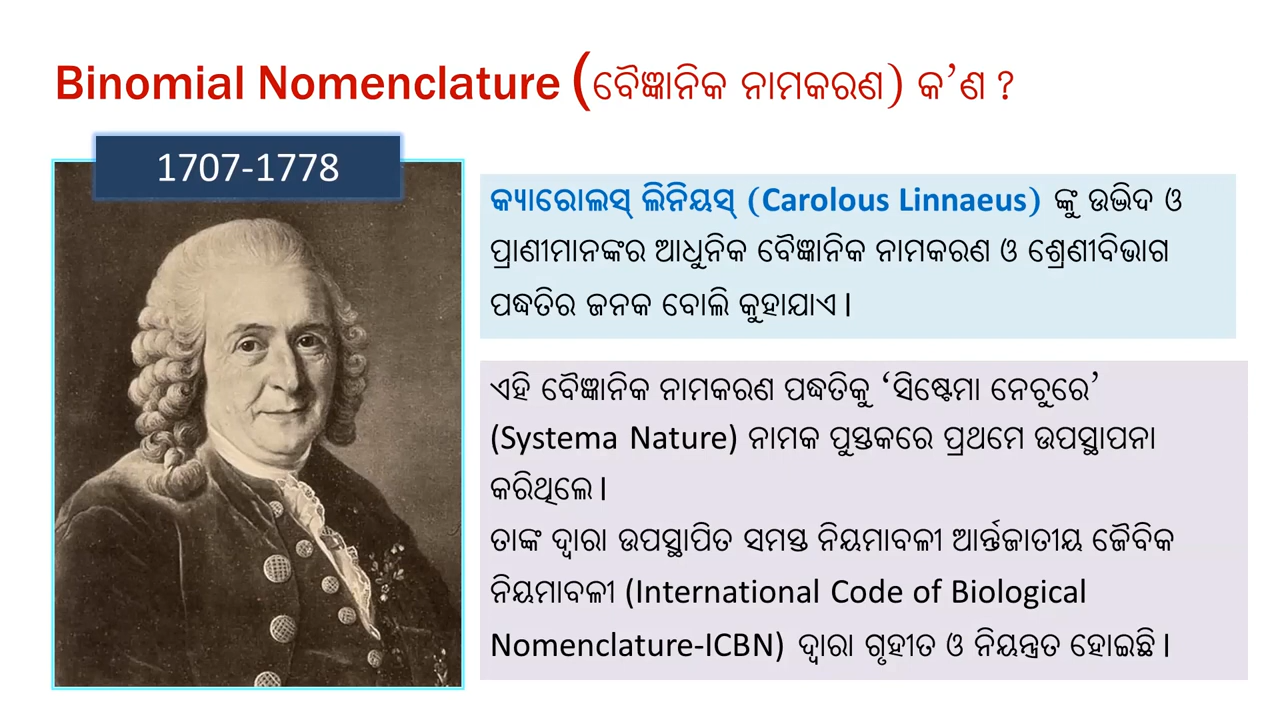 Binomial Nomenclature (ବୈଜ୍ଞାନିକ ନାମକରଣ) କ’ଣ ?
1707-1778
କ୍ୟାରୋଲସ୍ ଲିନିୟସ୍ (Carolous Linnaeus) ଙ୍କୁ ଉଦ୍ଭିଦ ଓ
ପ୍ରାଣୀମାନଙ୍କର ଆଧୁନିକ ବୈଜ୍ଞାନିକ ନାମକରଣ ଓ ଶ୍ରେଣୀବିଭାଗ
ପଦ୍ଧତିର ଜନକ ବୋଲି କୁହାଯାଏ ।
ଏହି ବୈଜ୍ଞାନିକ ନାମକରଣ ପଦ୍ଧତିକୁ ‘ସିଷ୍ଟେମା ନେଚୁରେ’
(Systema Nature) ନାମକ ପୁସ୍ତକରେ ପ୍ରଥମେ ଉପସ୍ଥାପନା
କରିଥିଲେ ।
ତାଙ୍କ ଦ୍ୱାରା ଉପସ୍ଥାପିତ ସମସ୍ତ ନିୟମାବଳୀ ଆର୍ନ୍ତଜାତୀୟ ଜୈବିକ
ନିୟମାବଳୀ (International Code of Biological
Nomenclature-ICBN) ଦ୍ୱାରା ଗୃହୀତ ଓ ନିୟନ୍ତ୍ରତ ହୋଇଛି ।